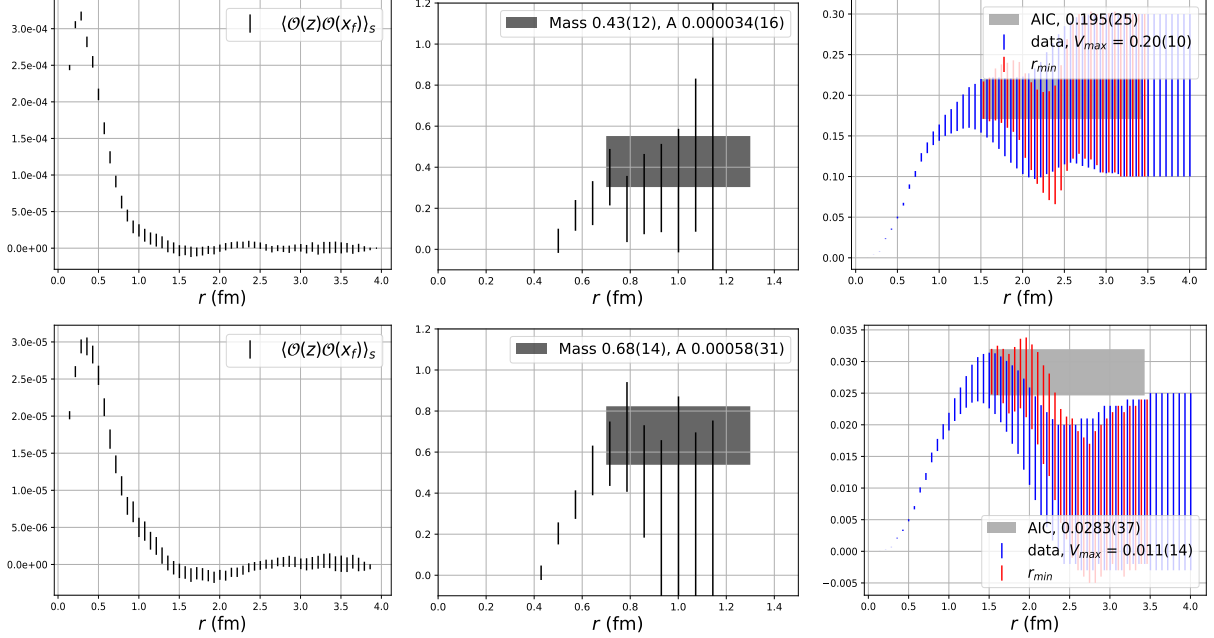 3.0e-04
2.5e-04
2.0e-04
1.5e-04
1.0e-04
5.0e-05
0.0e+00
⟨𝒪(z)𝒪(x_f)⟩_s
0.0 0.5 1.0 1.5 2.0 2.5 3.0 3.5 4.0
r (fm)
1.2
1.0
0.8
0.6
0.4
0.2
0.0
Mass 0.43(12), A 0.000034(16)
0.0 0.2 0.4 0.6 0.8 1.0 1.2 1.4
r (fm)
0.30
0.25
0.20
0.15
0.10
0.05
0.00
AIC, 0.195(25)
data, V_max = 0.20(10)
r_min
0.0 0.5 1.0 1.5 2.0 2.5 3.0 3.5 4.0
r (fm)
3.0e-05
2.5e-05
2.0e-05
1.5e-05
1.0e-05
5.0e-06
0.0e+00
⟨𝒪(z)𝒪(x_f)⟩_s
0.0 0.5 1.0 1.5 2.0 2.5 3.0 3.5 4.0
r (fm)
1.2
1.0
0.8
0.6
0.4
0.2
0.0
Mass 0.68(14), A 0.00058(31)
0.0 0.2 0.4 0.6 0.8 1.0 1.2 1.4
r (fm)
0.035
0.030
0.025
0.020
0.015
0.010
0.005
0.000
−0.005
AIC, 0.0283(37)
data, V_max = 0.011(14)
r_min
0.0 0.5 1.0 1.5 2.0 2.5 3.0 3.5 4.0
r (fm)